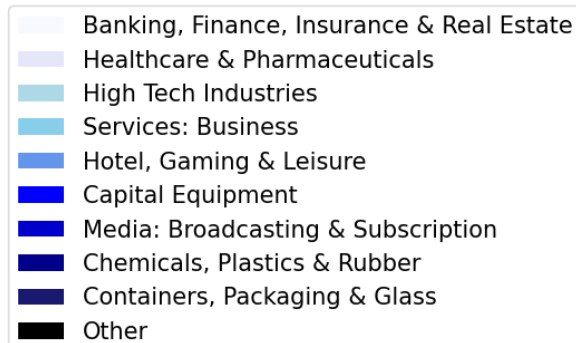 Banking, Finance, Insurance & Real Estate
Healthcare & Pharmaceuticals
High Tech Industries
Services: Business
Hotel, Gaming & Leisure
Capital Equipment
Media: Broadcasting & Subscription
Chemicals, Plastics & Rubber
Containers, Packaging & Glass
Other